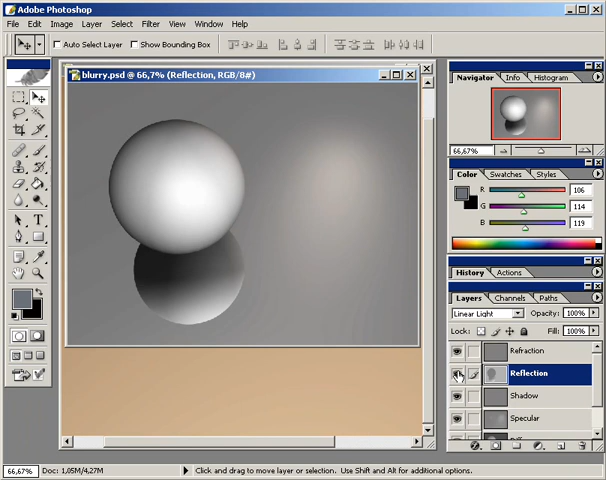 Adobe Photoshop
File Edit Image Layer Select Filter View Window Help
Auto Select Layer Show Bounding Box
blurry.psd @ 66,7% (Reflection, RGB/8#)
Navigator Info Histogram
66,67%
Color Swatches Styles
R 106
G 114
B 119
History Actions
Layers Channels Paths
Linear Light Opacity: 100%
Lock: Fill: 100%
Refraction
Reflection
Shadow
Specular
66,67% Doc: 1,05M/4,27M Click and drag to move layer or selection. Use Shift and Alt for additional options.